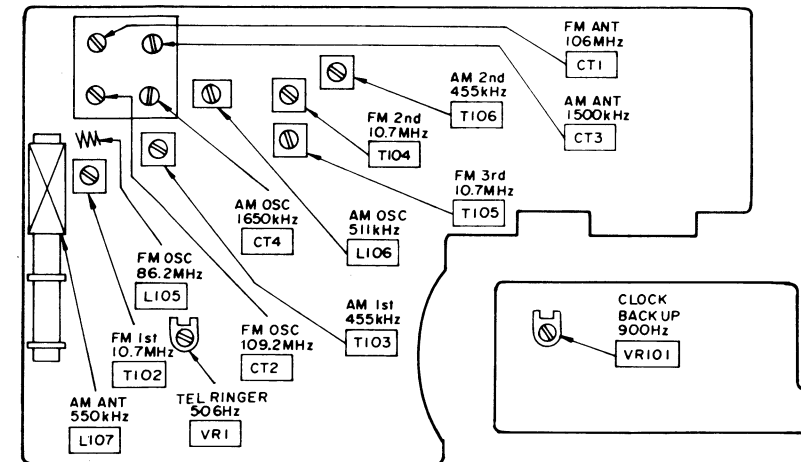 FM ANT
106MHz
CT1
AM ANT
1500kHz
CT3
AM 2nd
455kHz
T106
FM 2nd
10.7MHz
T104
FM 3rd
10.7MHz
T105
AM OSC
1650kHz
CT4
AM OSC
511kHz
L106
FM OSC
86.2MHz
L105
AM 1st
455kHz
T103
FM OSC
109.2MHz
CT2
FM 1st
10.7MHz
T102
TEL RINGER
506Hz
VR1
AM ANT
550kHz
L107
CLOCK
BACK UP
900Hz
VR101